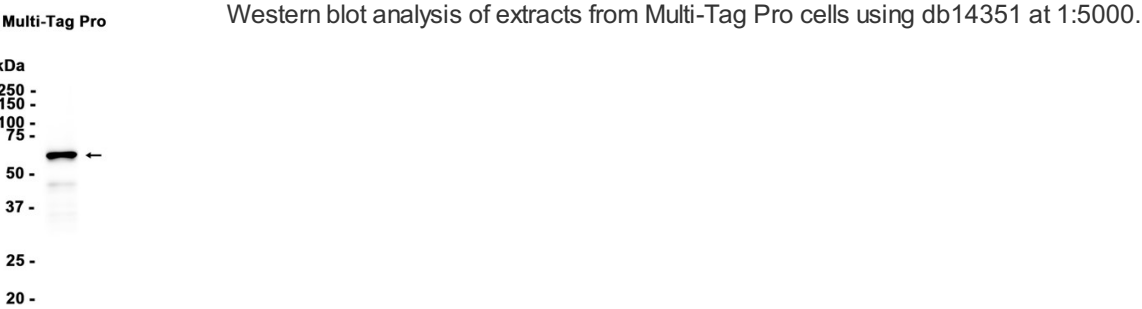 Multi-Tag Pro
Western blot analysis of extracts from Multi-Tag Pro cells using db14351 at 1:5000.
kDa
250 -
150 -
100 -
75 -
50 -
37 -
25 -
20 -